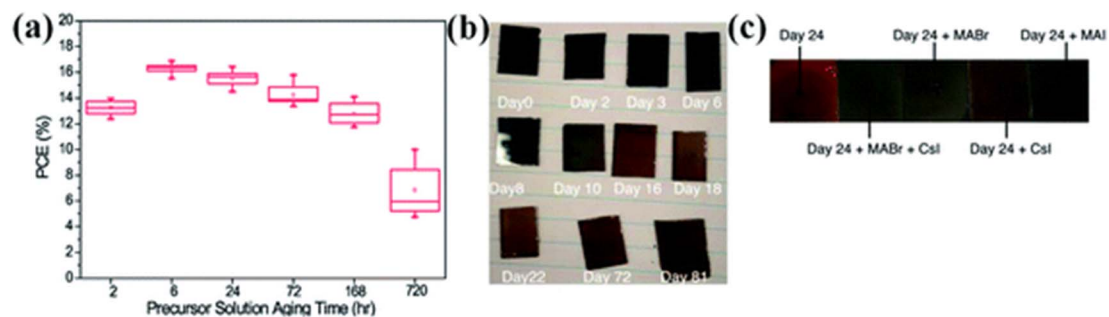 (a)
20
18
16
14
12
10
8
6
4
2
0
PCE (%)
2 6 24 72 168 720
Precursor Solution Aging Time (hr)
(b)
Day0 Day 2 Day 3 Day 6
Day8 Day 10 Day 16 Day 18
Day22 Day 72 Day 81
(c)
Day 24 Day 24 + MABr Day 24 + MAI
Day 24 + MABr + CsI Day 24 + CsI